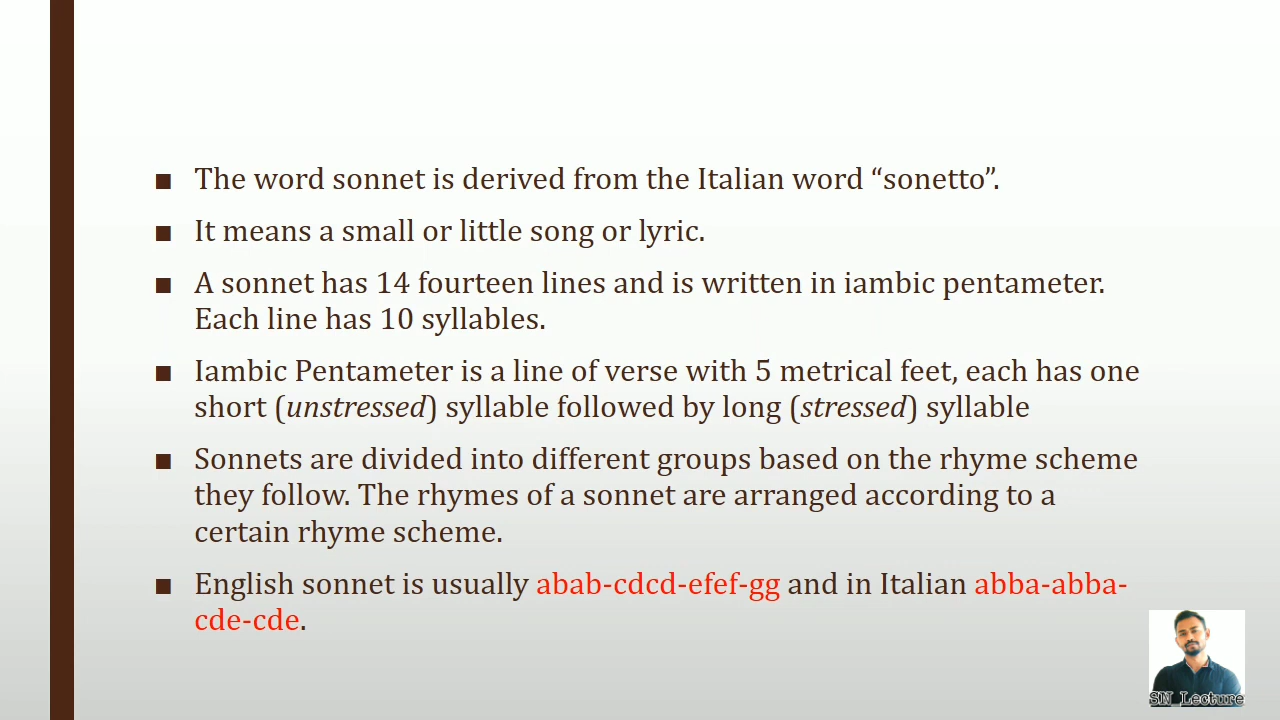 ■ The word sonnet is derived from the Italian word “sonetto”.
■ It means a small or little song or lyric.
■ A sonnet has 14 fourteen lines and is written in iambic pentameter.
Each line has 10 syllables.
■ Iambic Pentameter is a line of verse with 5 metrical feet, each has one
short (unstressed) syllable followed by long (stressed) syllable
■ Sonnets are divided into different groups based on the rhyme scheme
they follow. The rhymes of a sonnet are arranged according to a
certain rhyme scheme.
■ English sonnet is usually abab-cdcd-efef-gg and in Italian abba-abba-
cde-cde.
SN Lecture